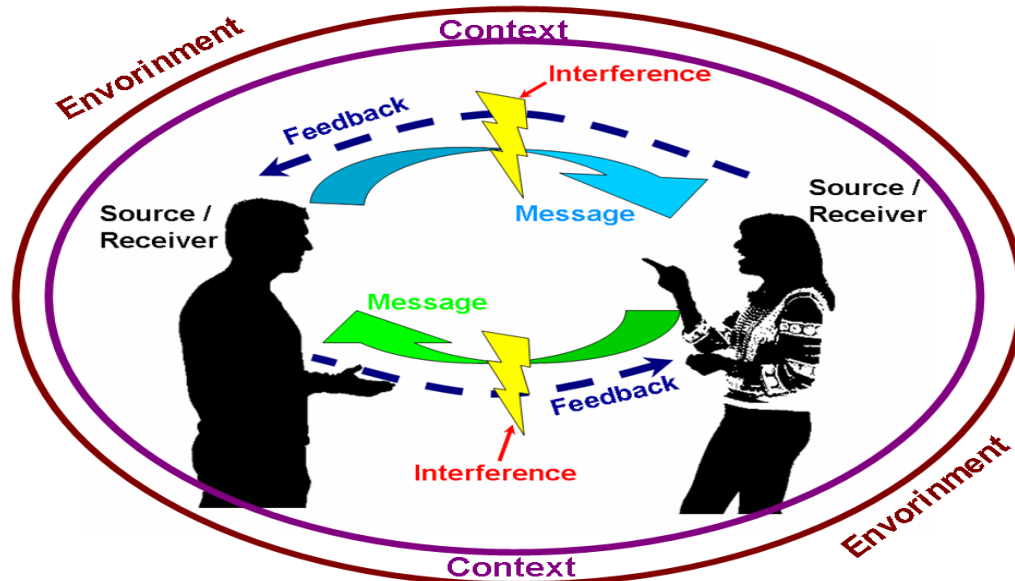 Context
Envorinment
Interference
Feedback
Source /
Receiver
Message
Source /
Receiver
Message
Feedback
Interference
Envorinment
Context